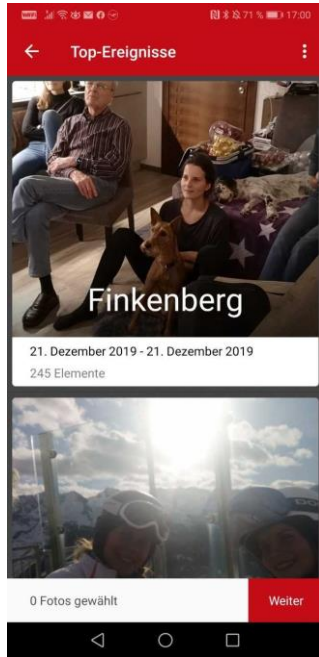 71 % 17:00
Top-Ereignisse
Finkenberg
21. Dezember 2019 - 21. Dezember 2019
245 Elemente
0 Fotos gewählt
Weiter